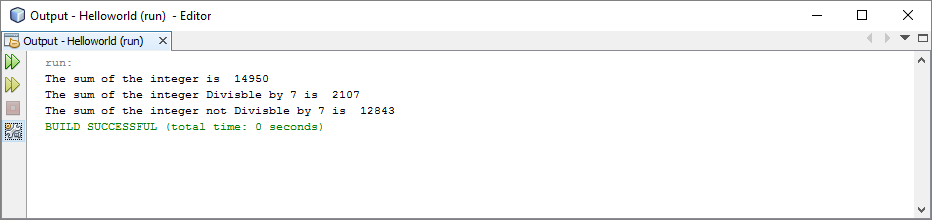 Output - Helloworld (run) - Editor
Output - Helloworld (run)
run:
The sum of the integer is  14950
The sum of the integer Divisble by 7 is  2107
The sum of the integer not Divisble by 7 is  12843
BUILD SUCCESSFUL (total time: 0 seconds)